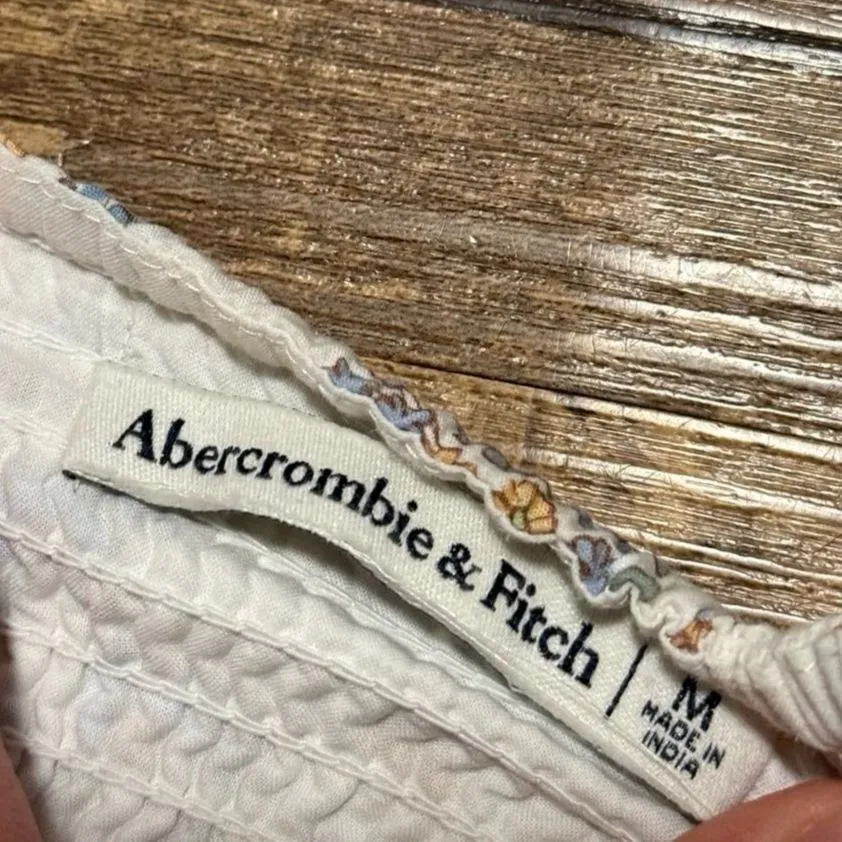 Abercrombie & Fitch | M
MADE IN
INDIA